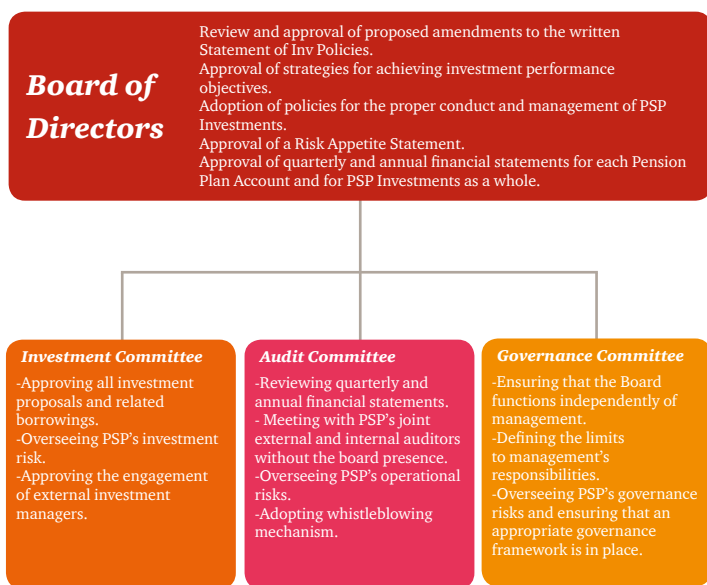 Board of
Directors
Review and approval of proposed amendments to the written
Statement of Inv Policies.
Approval of strategies for achieving investment performance
objectives.
Adoption of policies for the proper conduct and management of PSP
Investments.
Approval of a Risk Appetite Statement.
Approval of quarterly and annual financial statements for each Pension
Plan Account and for PSP Investments as a whole.
Investment Committee
-Approving all investment
proposals and related
borrowings.
-Overseeing PSP's investment
risk.
-Approving the engagement
of external investment
managers.
Audit Committee
-Reviewing quarterly and
annual financial statements.
- Meeting with PSP's joint
external and internal auditors
without the board presence.
-Overseeing PSP's operational
risks.
-Adopting whistleblowing
mechanism.
Governance Committee
-Ensuring that the Board
functions independently of
management.
-Defining the limits
to management's
responsibilities.
-Overseeing PSP's governance
risks and ensuring that an
appropriate governance
framework is in place.